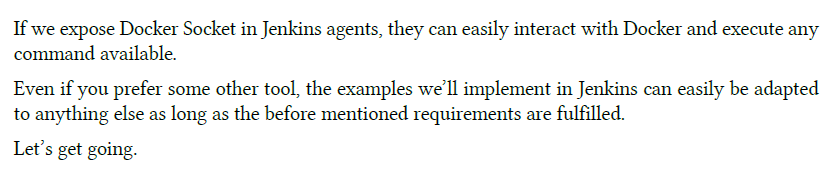 If we expose Docker Socket in Jenkins agents, they can easily interact with Docker and execute any
command available.
Even if you prefer some other tool, the examples we’ll implement in Jenkins can easily be adapted
to anything else as long as the before mentioned requirements are fulfilled.
Let’s get going.